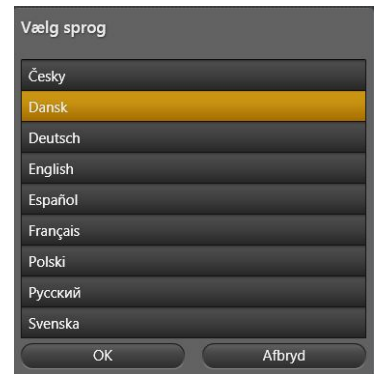 Vælg sprog
Česky
Dansk
Deutsch
English
Español
Français
Polski
Русский
Svenska
OK Afbryd